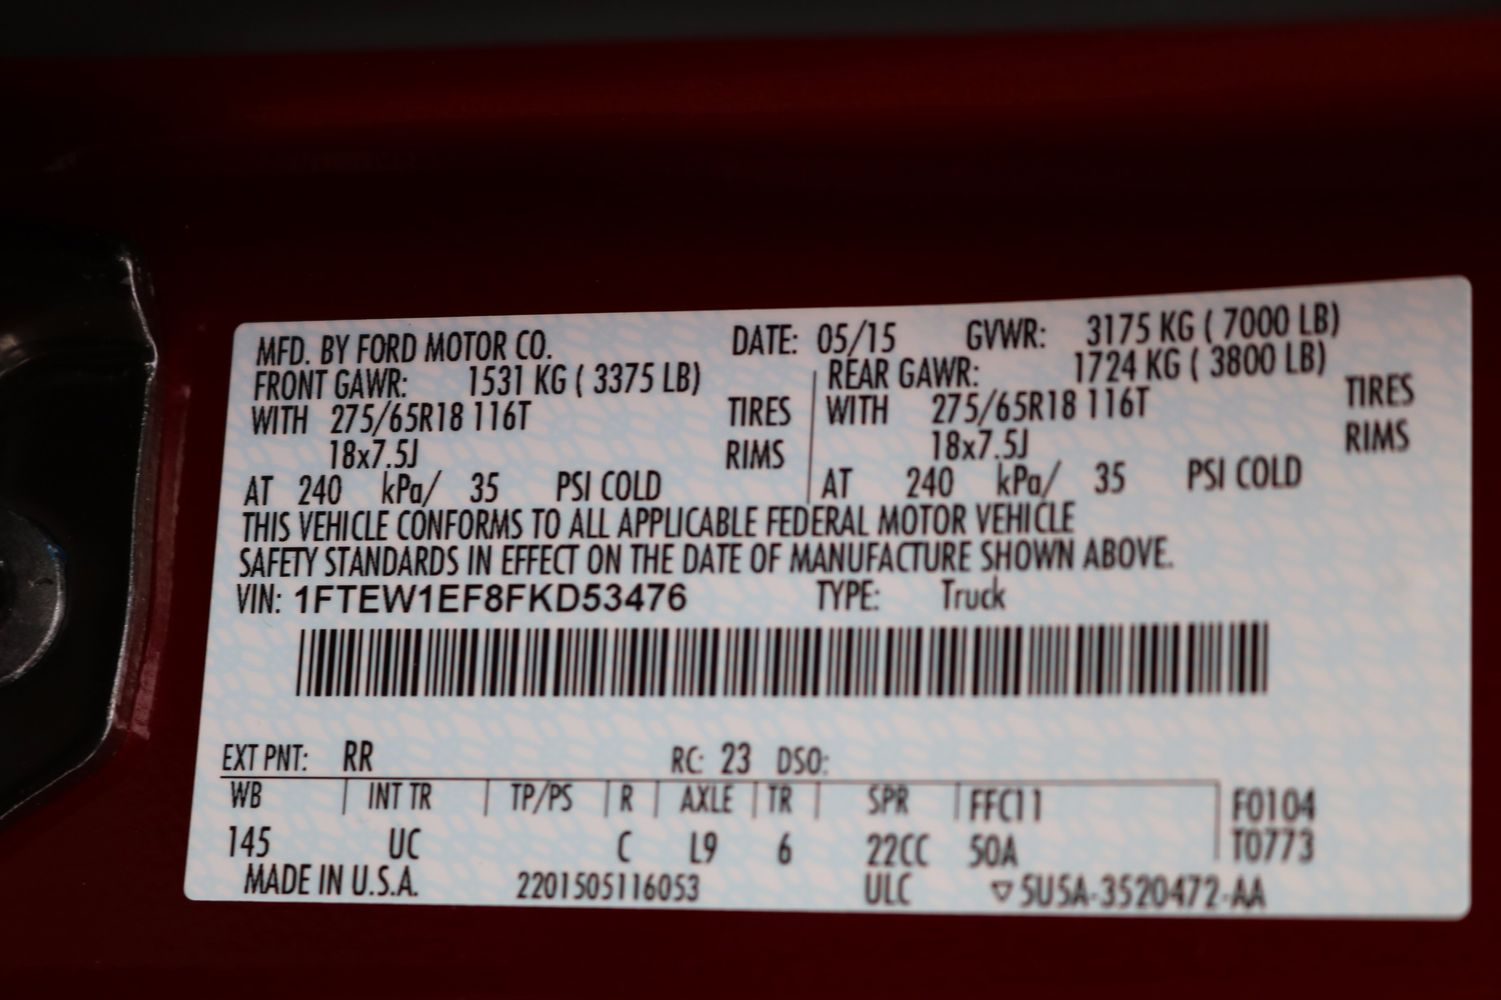 MFD. BY FORD MOTOR CO. DATE: 05/15 GVWR: 3175 KG ( 7000 LB)
FRONT GAWR: 1531 KG ( 3375 LB) REAR GAWR: 1724 KG ( 3800 LB)
WITH 275/65R18 116T TIRES WITH 275/65R18 116T TIRES
18x7.5J RIMS 18x7.5J RIMS
AT 240 kPa/ 35 PSI COLD AT 240 kPa/ 35 PSI COLD
THIS VEHICLE CONFORMS TO ALL APPLICABLE FEDERAL MOTOR VEHICLE
SAFETY STANDARDS IN EFFECT ON THE DATE OF MANUFACTURE SHOWN ABOVE.
VIN: 1FTEW1EF8FKD53476 TYPE: Truck
EXT PNT: RR RC: 23 DSO:
WB INT TR TP/PS R AXLE TR SPR FFC11 F0104
145 UC C L9 6 22CC 50A T0773
MADE IN U.S.A. 2201505116053 ULC ▽5U5A-3520472-AA